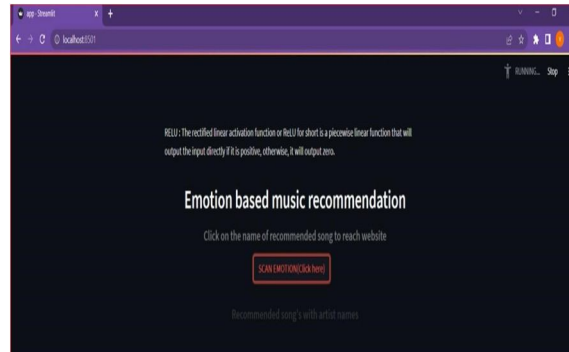 app · Streamlit
localhost:8501
RUNNING... Stop
RELU : The rectified linear activation function or ReLU for short is a piecewise linear function that will
output the input directly if it is positive, otherwise, it will output zero.
Emotion based music recommendation
Click on the name of recommended song to reach website
SCAN EMOTION(Click here)
Recommended song's with artist names